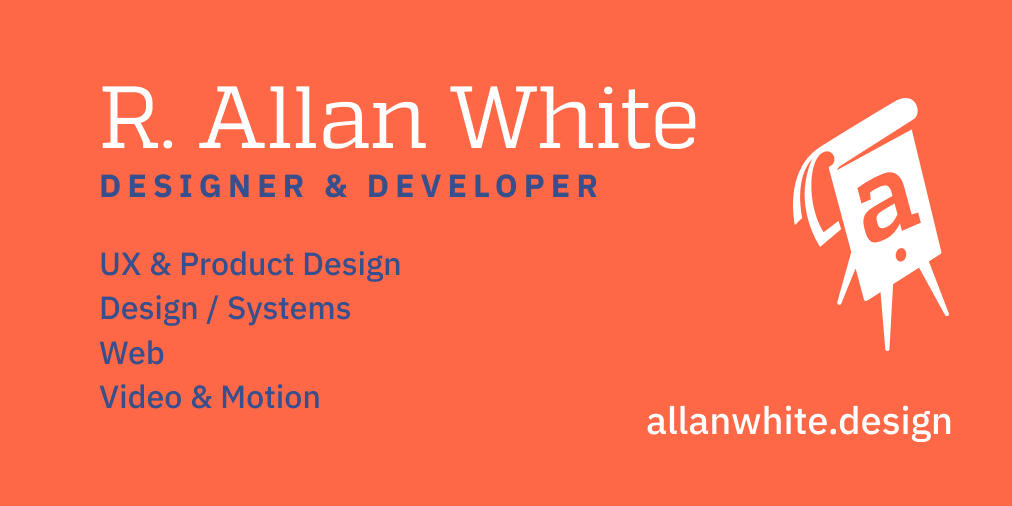 R. Allan White
DESIGNER & DEVELOPER
UX & Product Design
Design / Systems
Web
Video & Motion
a
allanwhite.design